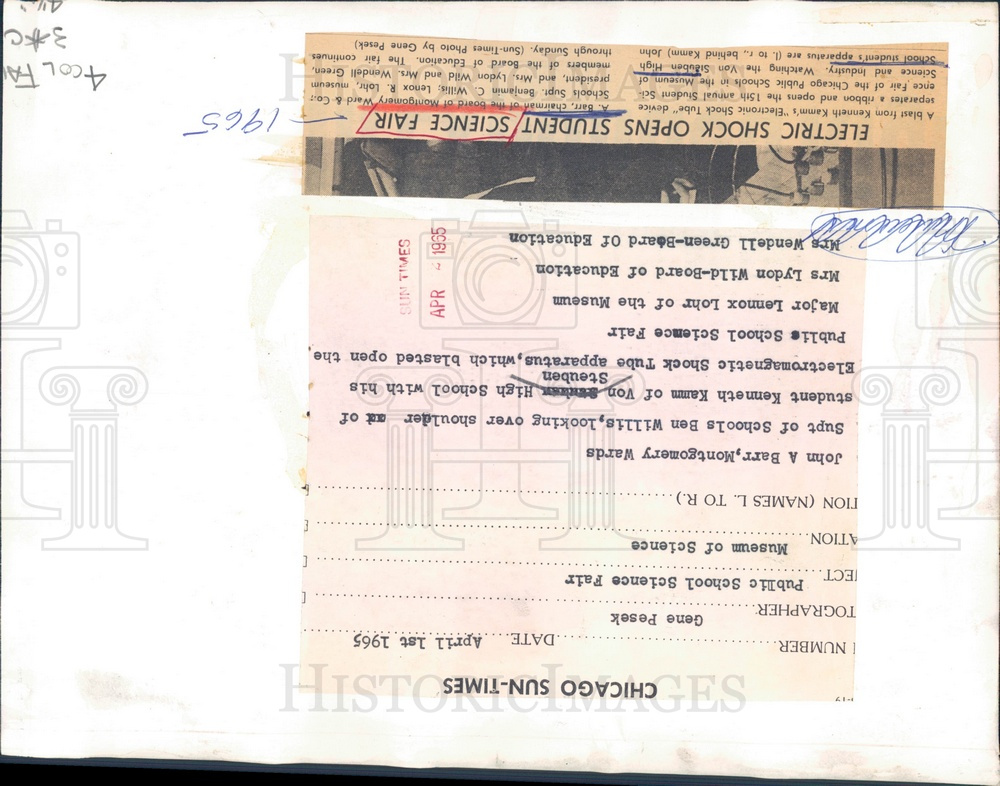 CHICAGO SUN-TIMES
NUMBER DATE April 1st 1965
TOGRAPHER Gene Pesek
JECT Public School Science Fair
ATION Museum of Science
TION (NAMES L. TO R.)
John A Barr,Montgomery Wards
Supt of Schools Ben Willis,looking over shoulder of
student Kenneth Kamm of Von Steuben High School with his
Electromagnetic Shock Tube apparatus,which blasted open the
Public School Science Fair
Major Lennox Lohr of the Museum
Mrs Lydon Wild-Board of Education
Mrs Wendell Green-Board Of Education
SUN TIMES
APR 2 1965
ELECTRIC SHOCK OPENS STUDENT SCIENCE FAIR
A blast from Kenneth Kamm's "Electronic Shock Tube" device
separates a ribbon and opens the 15th annual Student Sci-
ence Fair of the Chicago Public Schools in the Museum of
Science and Industry. Watching the Von Steuben High
School student's apparatus are (l. to r., behind Kamm) John
A. Barr, chairman of the board of Montgomery Ward & Co.;
Schools Supt. Benjamin C. Willis; Lenox R. Lohr, museum
president, and Mrs. Lydon Wild and Mrs. Wendell Green,
members of the Board of Education. The fair continues
through Sunday. (Sun-Times Photo by Gene Pesek)
- 1965
4 COL
HISTORIC IMAGES
HISTORIC IMAGES